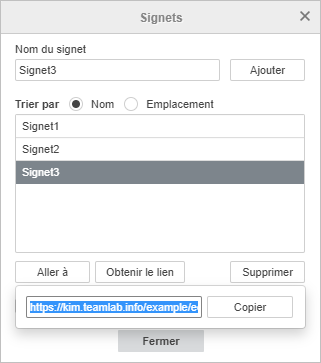 Signets
Nom du signet
Signet3
Ajouter
Trier par Nom Emplacement
Signet1
Signet2
Signet3
Aller à Obtenir le lien Supprimer
https://kim.teamlab.info/example/e
Copier
Fermer